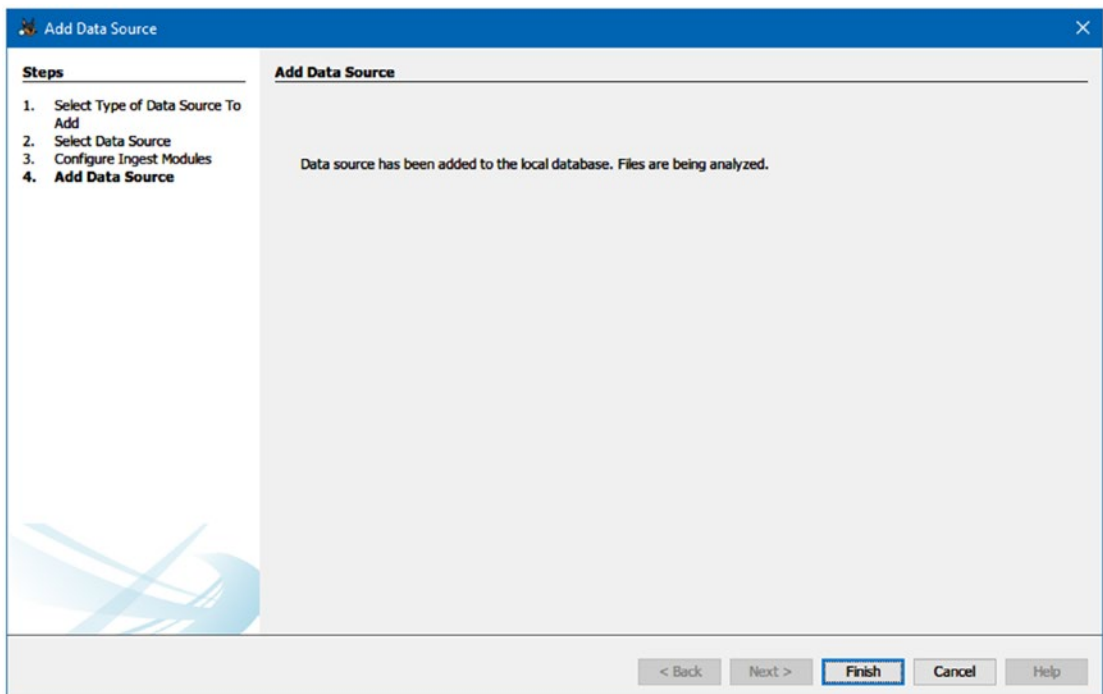 Add Data Source
Steps
1. Select Type of Data Source To
Add
2. Select Data Source
3. Configure Ingest Modules
4. Add Data Source
Add Data Source
Data source has been added to the local database. Files are being analyzed.
< Back Next > Finish Cancel Help